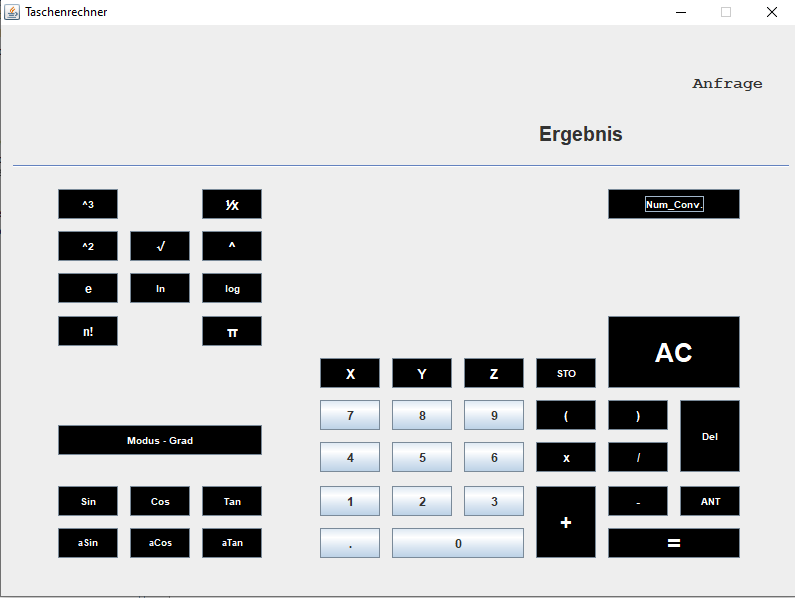 Taschenrechner
Anfrage
Ergebnis
^3 ⅟x Num_Conv.
^2 √ ^
e ln log
n! π AC
X Y Z STO
7 8 9 ( ) Del
Modus - Grad
4 5 6 x /
Sin Cos Tan 1 2 3 + - ANT
aSin aCos aTan . 0 =